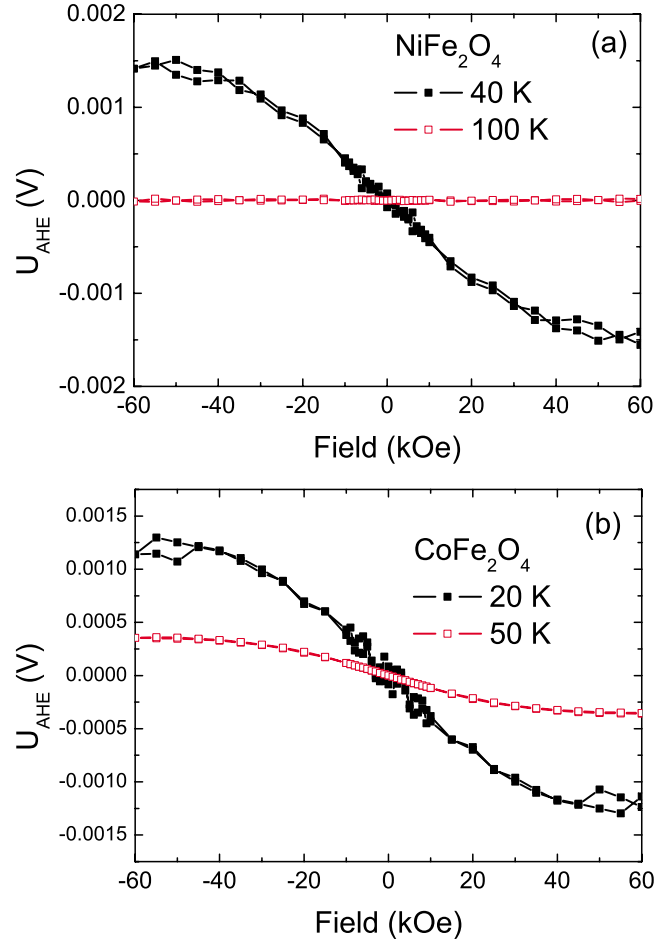 0.002
(a)
NiFe₂O₄
40 K
100 K
0.001
0.000
-0.001
-0.002
U_AHE (V)
-60 -40 -20 0 20 40 60
Field (kOe)
0.0015
(b)
CoFe₂O₄
20 K
50 K
0.0010
0.0005
0.0000
-0.0005
-0.0010
-0.0015
U_AHE (V)
-60 -40 -20 0 20 40 60
Field (kOe)